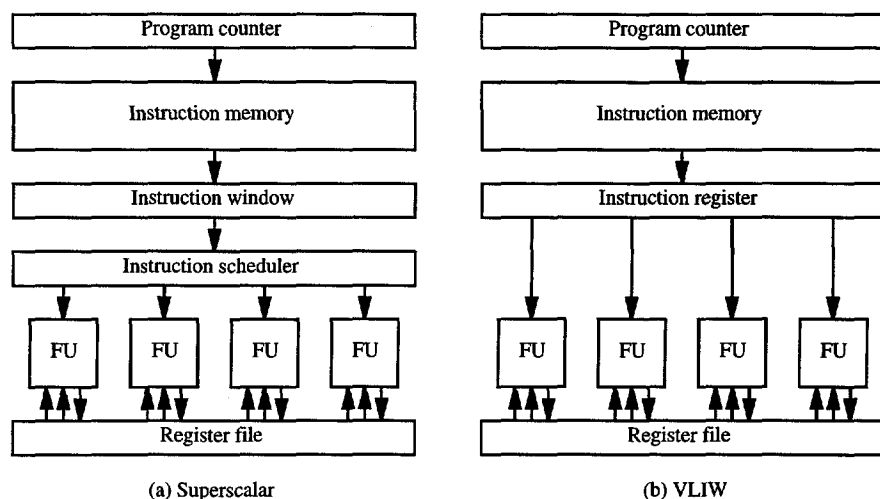 Program counter
Instruction memory
Instruction window
Instruction scheduler
FU FU FU FU
Register file
(a) Superscalar
Program counter
Instruction memory
Instruction register
FU FU FU FU
Register file
(b) VLIW